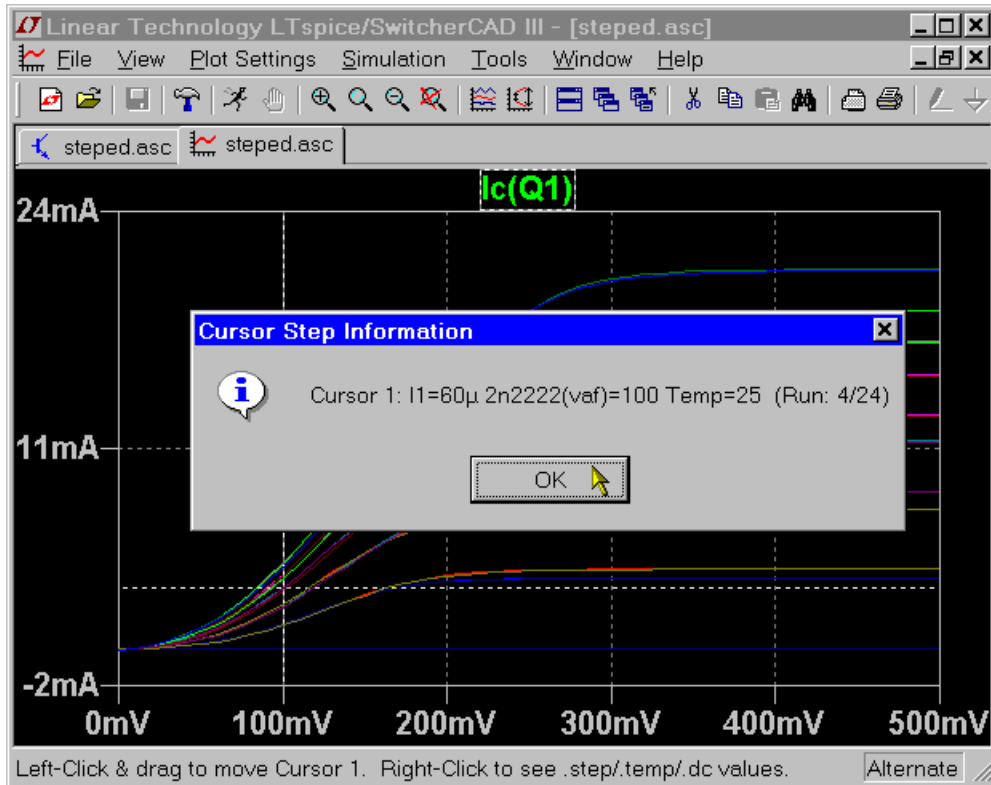 Linear Technology LTspice/SwitcherCAD III - [steped.asc]
File View Plot Settings Simulation Tools Window Help
steped.asc steped.asc
Ic(Q1)
24mA
Cursor Step Information
Cursor 1: I1=60µ 2n2222(vaf)=100 Temp=25 (Run: 4/24)
11mA
OK
-2mA
0mV 100mV 200mV 300mV 400mV 500mV
Left-Click & drag to move Cursor 1. Right-Click to see .step/.temp/.dc values. Alternate